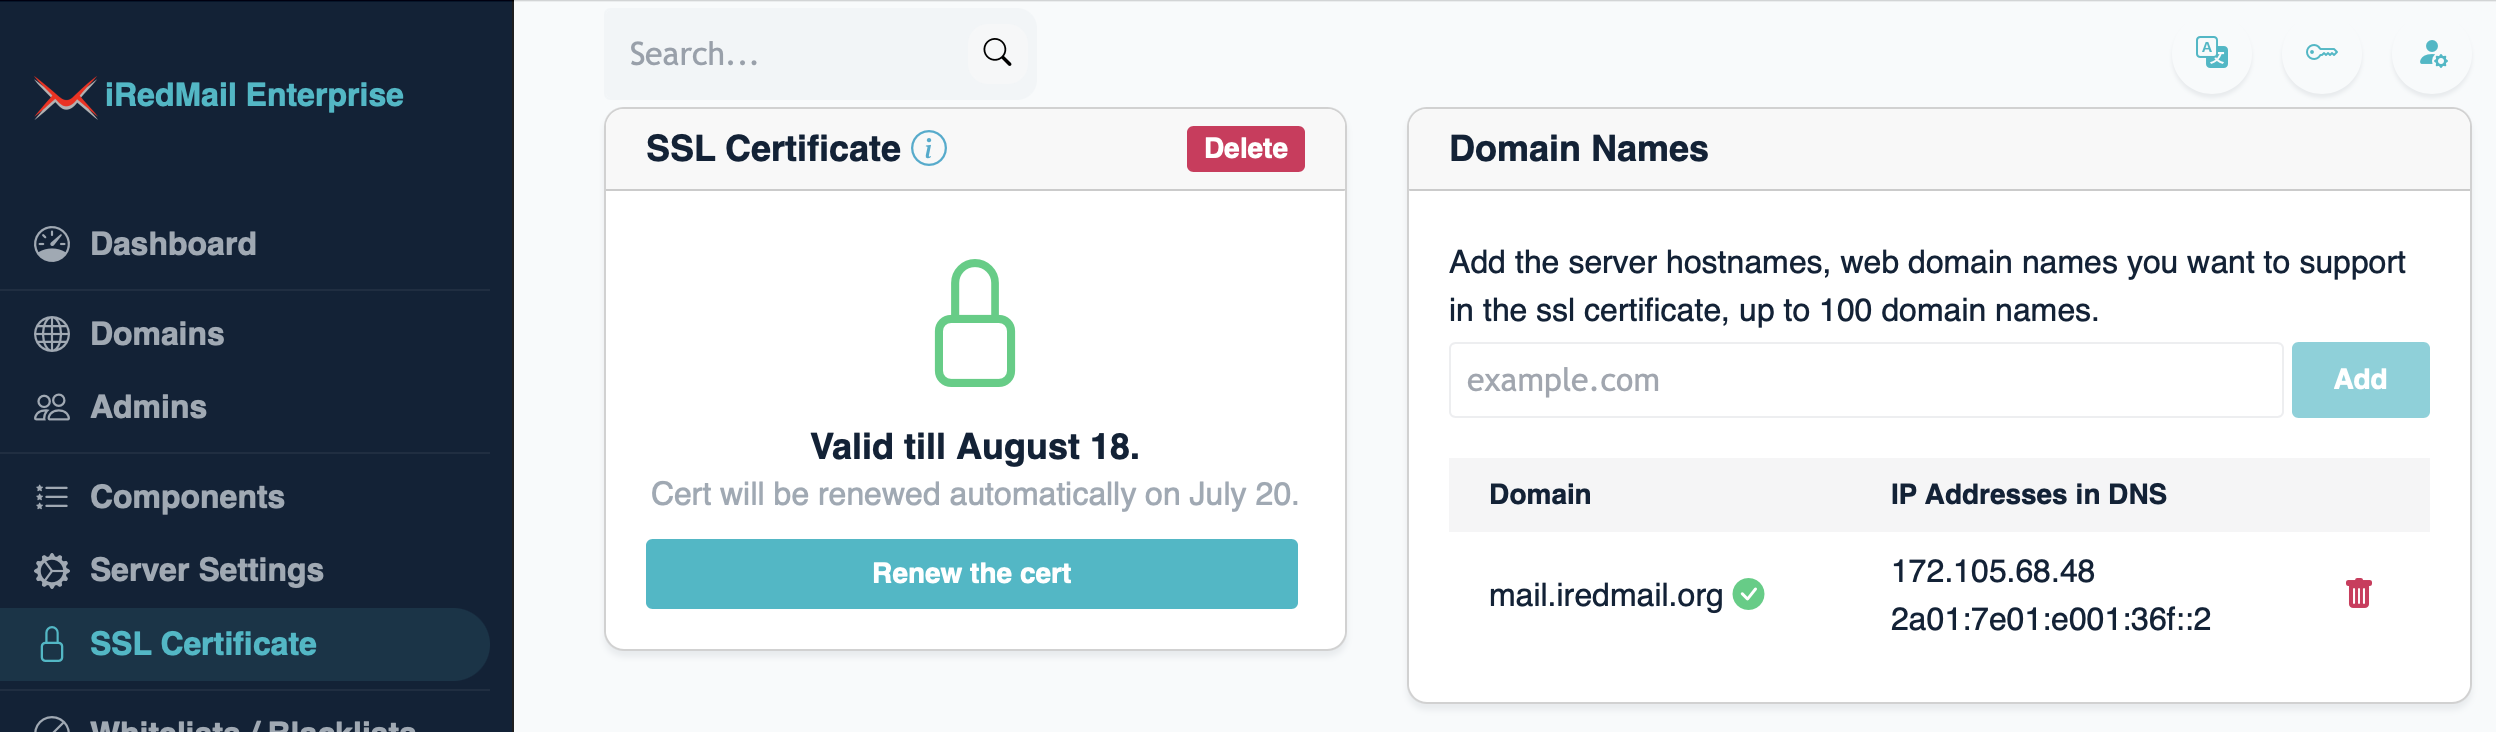 iRedMail Enterprise
Dashboard
Domains
Admins
Components
Server Settings
SSL Certificate
Whitelists / Blacklists
Search...
A
SSL Certificate
i
Delete
Valid till August 18.
Cert will be renewed automatically on July 20.
Renew the cert
Domain Names
Add the server hostnames, web domain names you want to support
in the ssl certificate, up to 100 domain names.
example.com
Add
Domain
IP Addresses in DNS
mail.iredmail.org
172.105.68.48
2a01:7e01:e001:36f::2